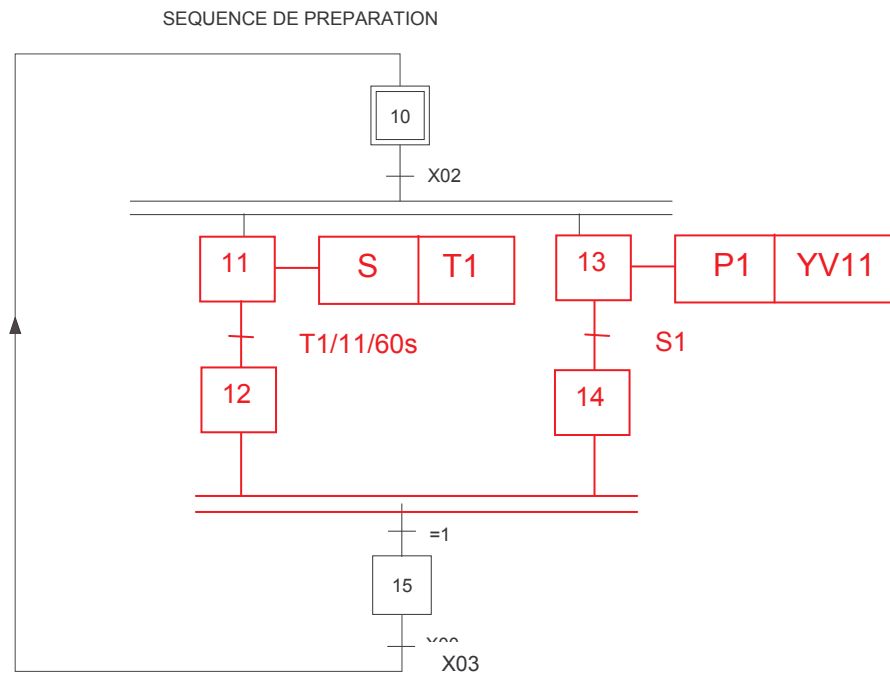 SEQUENCE DE PREPARATION
10
X02
11 S T1 13 P1 YV11
T1/11/60s S1
12 14
=1
15
X03